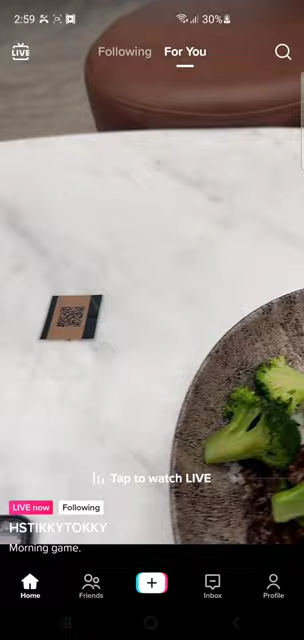 2:59 30%
LIVE Following For You
Tap to watch LIVE
LIVE now Following
HSTIKKYTOKKY
Morning game.
Home Friends Inbox Profile